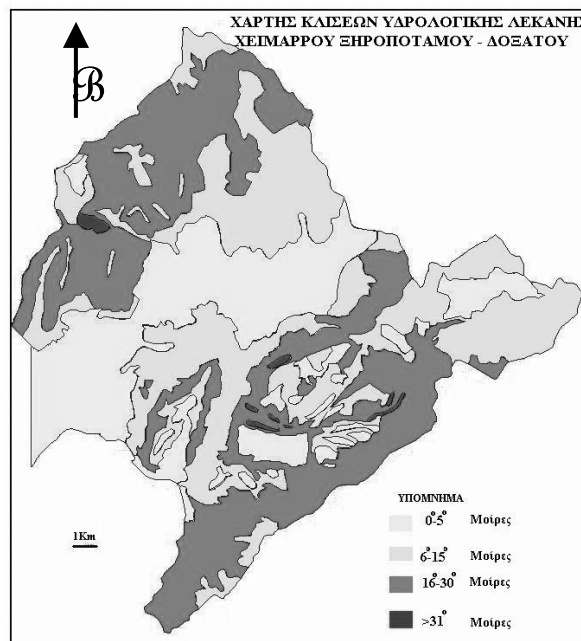 ΧΑΡΤΗΣ ΚΛΙΣΕΩΝ ΥΔΡΟΛΟΓΙΚΗΣ ΛΕΚΑΝΗΣ
ΧΕΙΜΑΡΡΟΥ ΞΗΡΟΠΟΤΑΜΟΥ - ΔΟΞΑΤΟΥ
Β
ΥΠΟΜΝΗΜΑ
0-5° Μοίρες
6-15° Μοίρες
16-30° Μοίρες
>31° Μοίρες
1Km